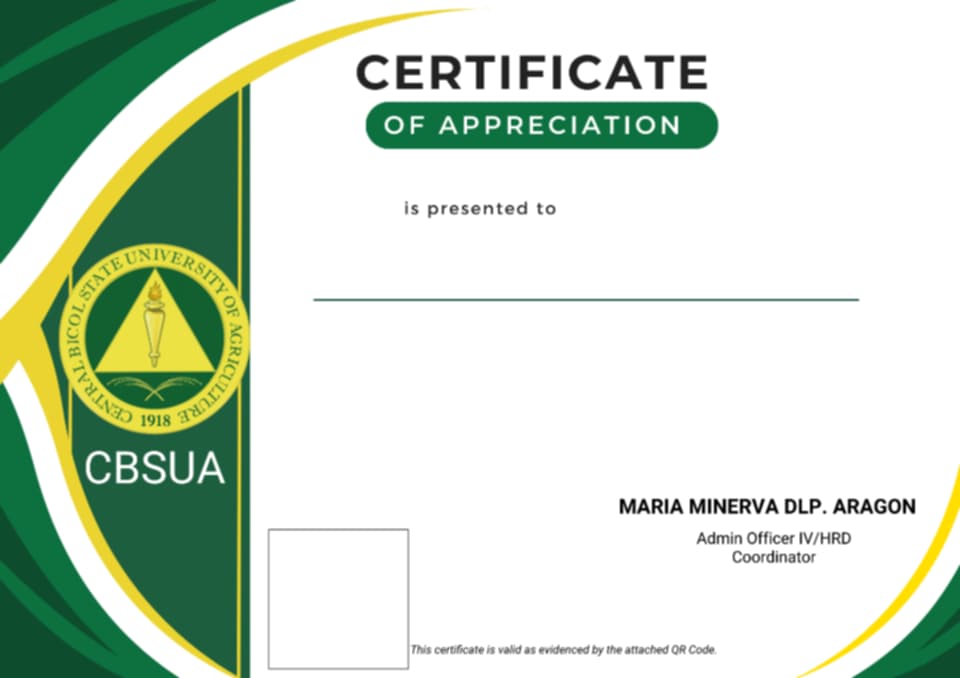 CERTIFICATE
OF APPRECIATION
is presented to
CENTRAL BICOL STATE UNIVERSITY OF AGRICULTURE
1918
CBSUA
MARIA MINERVA DLP. ARAGON
Admin Officer IV/HRD
Coordinator
This certificate is valid as evidenced by the attached QR Code.